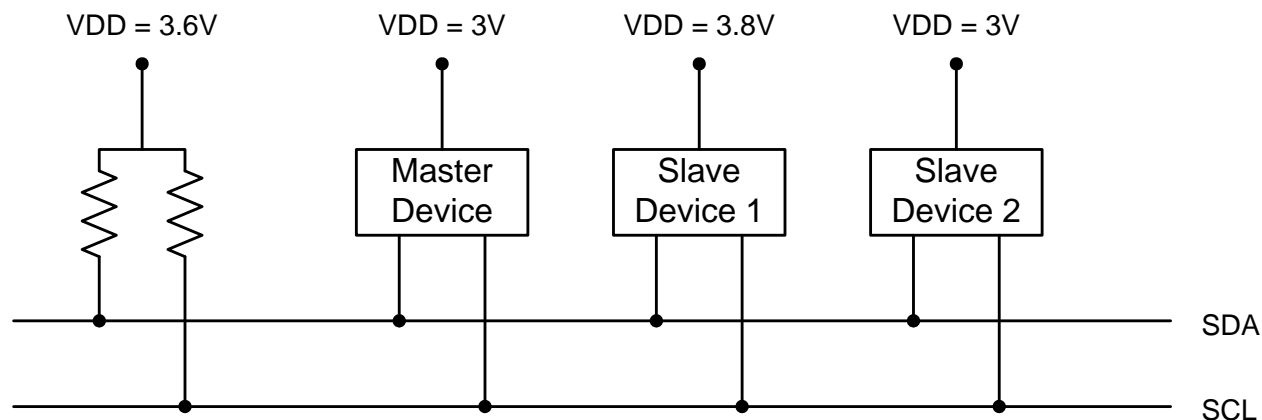 VDD = 3.6V
VDD = 3V
VDD = 3.8V
VDD = 3V
Master
Device
Slave
Device 1
Slave
Device 2
SDA
SCL